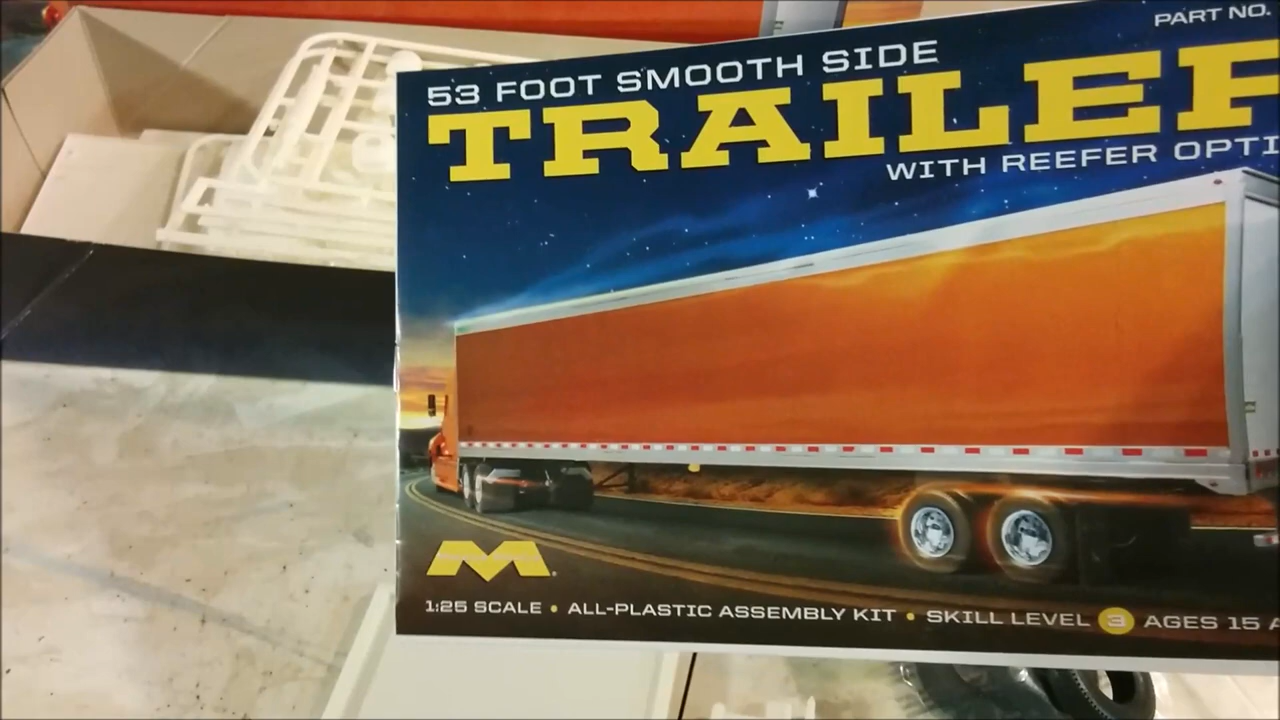 PART NO.
53 FOOT SMOOTH SIDE
TRAILER
WITH REEFER OPTI
M
1:25 SCALE • ALL-PLASTIC ASSEMBLY KIT • SKILL LEVEL 3 AGES 15 A